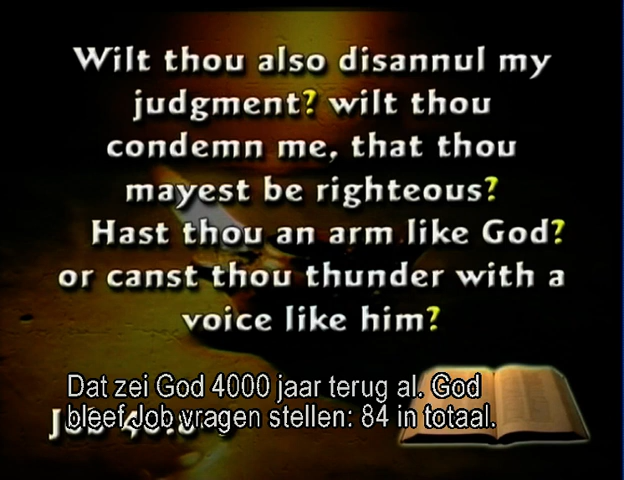 Wilt thou also disannul my
judgment? wilt thou
condemn me, that thou
mayest be righteous?
Hast thou an arm like God?
or canst thou thunder with a
voice like him?
Dat zei God 4000 jaar terug al. God
bleef Job vragen stellen: 84 in totaal.